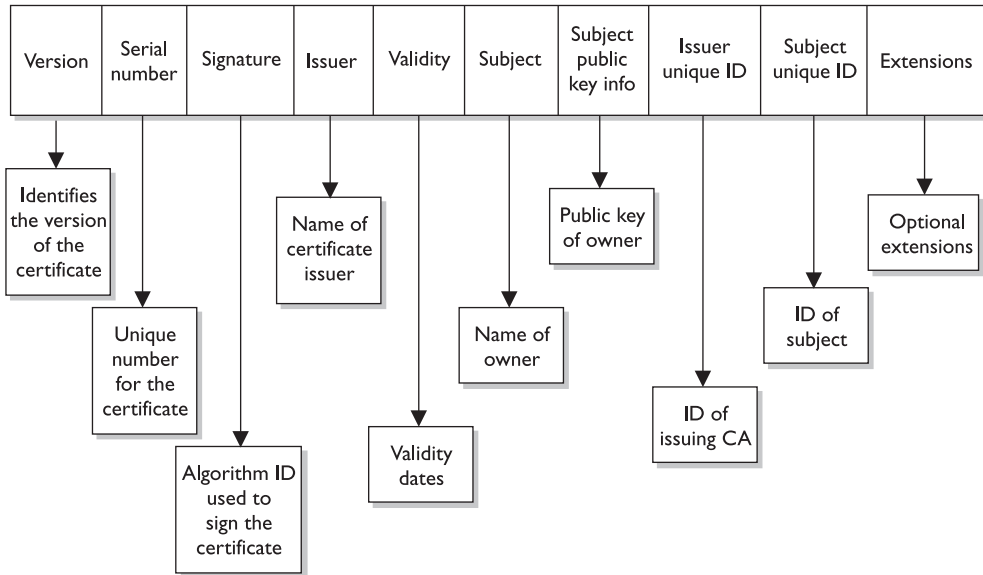 Version
Serial
number
Signature
Issuer
Validity
Subject
Subject
public
key info
Issuer
unique ID
Subject
unique ID
Extensions
Identifies
the version
of the
certificate
Unique
number
for the
certificate
Algorithm ID
used to
sign the
certificate
Name of
certificate
issuer
Validity
dates
Name of
owner
Public key
of owner
ID of
issuing CA
ID of
subject
Optional
extensions